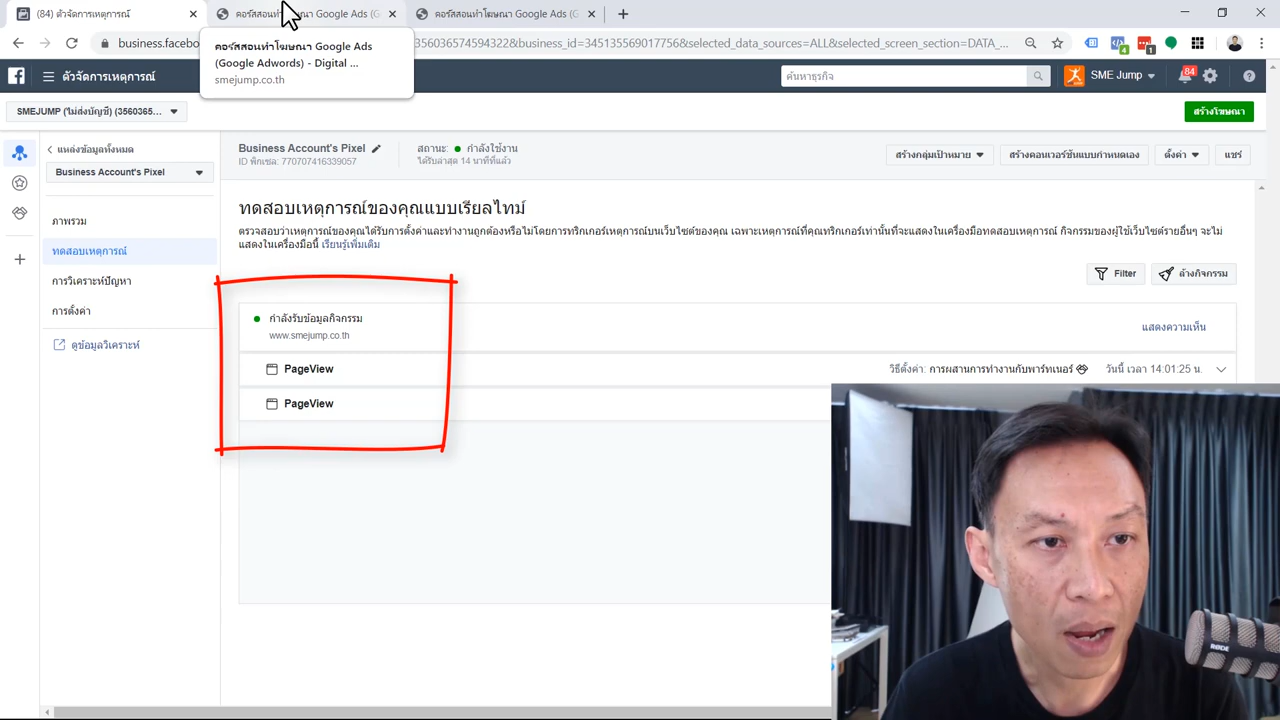 (84) ตัวจัดการเหตุการณ์
คอร์สสอนทำโฆษณา Google Ads (G
คอร์สสอนทำโฆษณา Google Ads (G
https://business.facebo
35603657459​4322&business_id=345135569017756&selected_data_sources=ALL&selected_screen_section=DATA_...
คอร์สสอนทำโฆษณา Google Ads
(Google Adwords) - Digital ...
smejump.co.th
ตัวจัดการเหตุการณ์
ค้นหาธุรกิจ
SME Jump
84
SMEJUMP (ไม่ส่งบัญชี) (3560365...
สร้างโฆษณา
แหล่งข้อมูลทั้งหมด
Business Account's Pixel
Business Account's Pixel
ID พิกเซล: 770707416339057
สถานะ: กำลังใช้งาน
ได้รับล่าสุด 14 นาทีที่แล้ว
สร้างกลุ่มเป้าหมาย
สร้างคอนเวอร์ชันแบบกำหนดเอง
ตั้งค่า
แชร์
ภาพรวม
ทดสอบเหตุการณ์
การวิเคราะห์ปัญหา
การตั้งค่า
ดูข้อมูลวิเคราะห์
ทดสอบเหตุการณ์ของคุณแบบเรียลไทม์
ตรวจสอบว่าเหตุการณ์ของคุณได้รับการตั้งค่าและทำงานถูกต้องหรือไม่โดยการทริกเกอร์เหตุการณ์บนเว็บไซต์ของคุณ เฉพาะเหตุการณ์ที่คุณทริกเกอร์เท่านั้นที่จะแสดงในเครื่องมือทดสอบเหตุการณ์ กิจกรรมของผู้ใช้เว็บไซต์รายอื่นๆ จะไม่
แสดงในเครื่องมือนี้ เรียนรู้เพิ่มเติม
Filter
ล้างกิจกรรม
กำลังรับข้อมูลกิจกรรม
www.smejump.co.th
แสดงความเห็น
PageView
วิธีตั้งค่า: การผสานการทำงานกับพาร์ทเนอร์
วันนี้ เวลา 14:01:25 น.
PageView
RODE